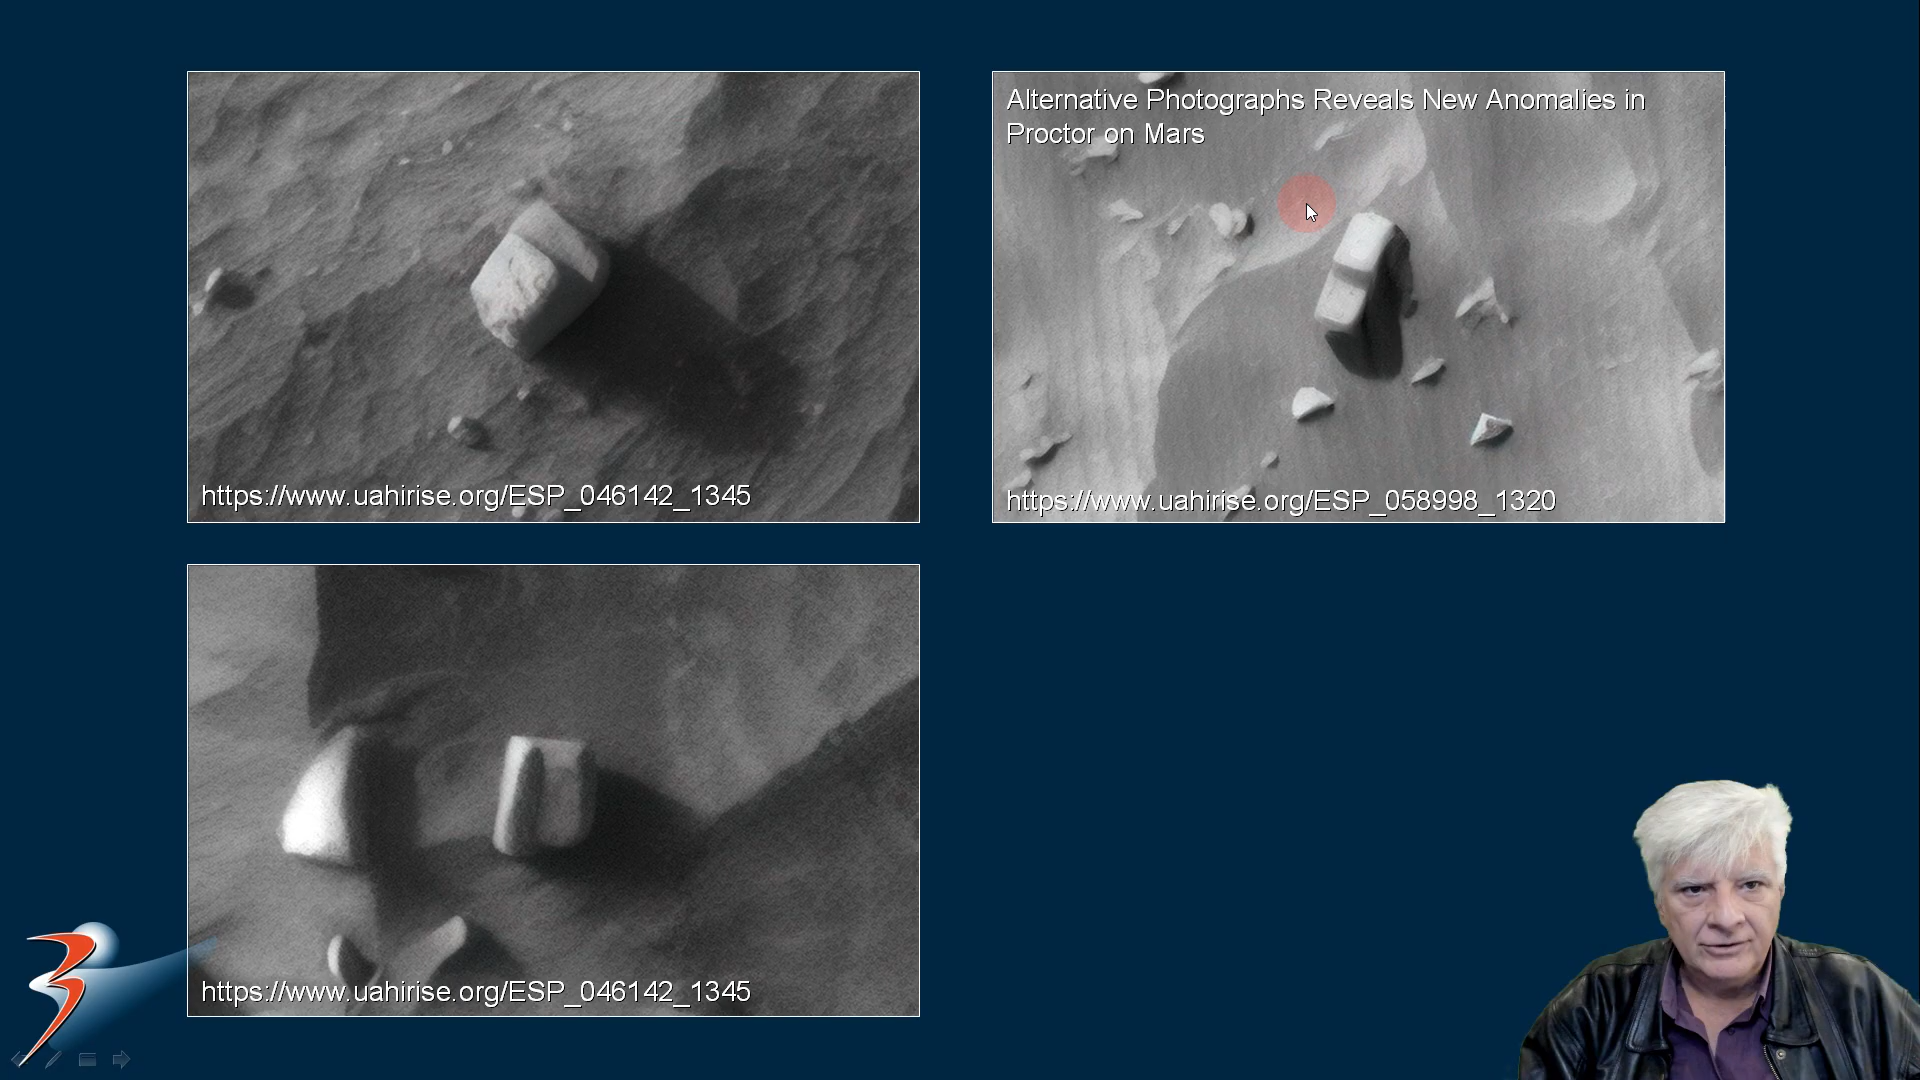 Alternative Photographs Reveals New Anomalies in
Proctor on Mars
https://www.uahirise.org/ESP_046142_1345
https://www.uahirise.org/ESP_058998_1320
https://www.uahirise.org/ESP_046142_1345